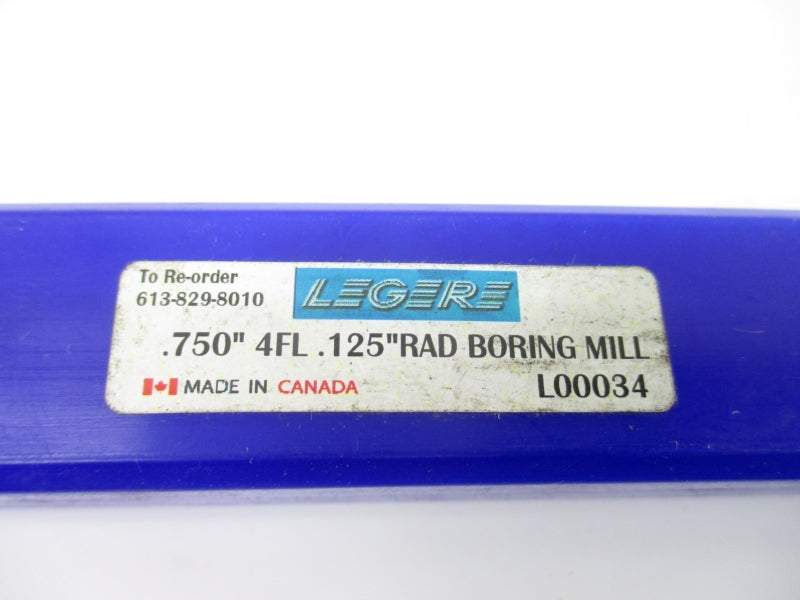 To Re-order
613-829-8010
LEGERE
.750" 4FL .125"RAD BORING MILL
MADE IN CANADA
L00034